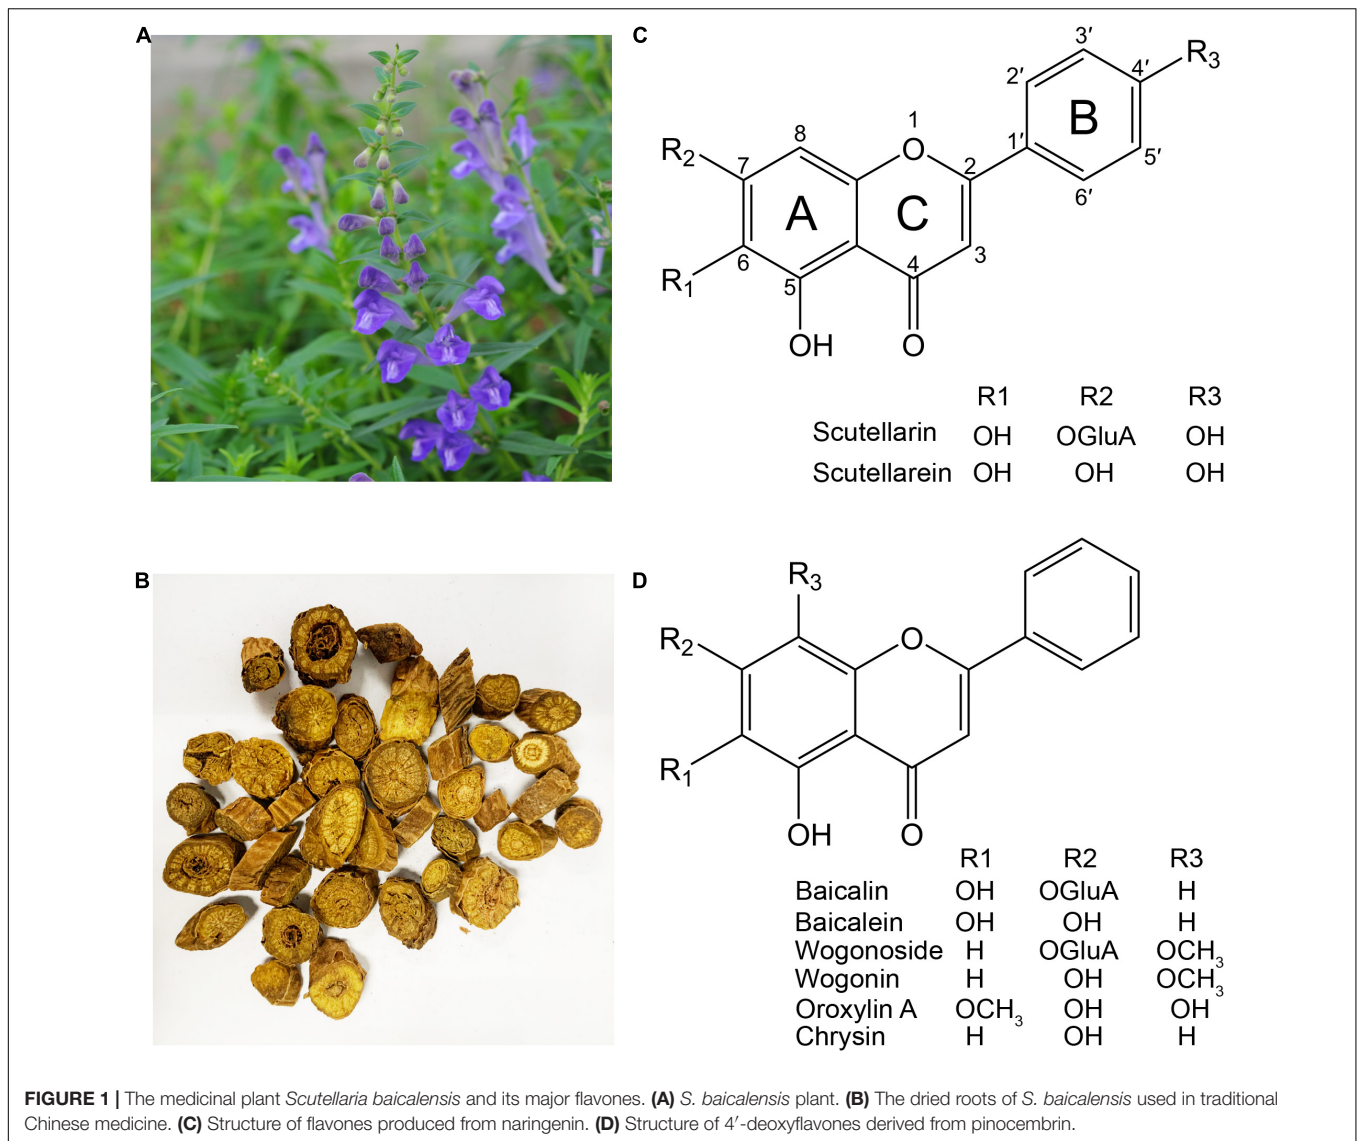 A
C
3′
R3
2′
4′
B
1
8
1′
O
R2
7
2
5′
6′
A
C
6
3
R1
5
4
OH
O
R1 R2 R3
Scutellarin OH OGluA OH
Scutellarein OH OH OH
B
D
R3
O
R2
R1
OH
O
R1 R2 R3
Baicalin OH OGluA H
Baicalein OH OH H
Wogonoside H OGluA OCH3
Wogonin H OH OCH3
Oroxylin A OCH3 OH OH
Chrysin H OH H
FIGURE 1 | The medicinal plant Scutellaria baicalensis and its major flavones. (A) S. baicalensis plant. (B) The dried roots of S. baicalensis used in traditional
Chinese medicine. (C) Structure of flavones produced from naringenin. (D) Structure of 4′-deoxyflavones derived from pinocembrin.